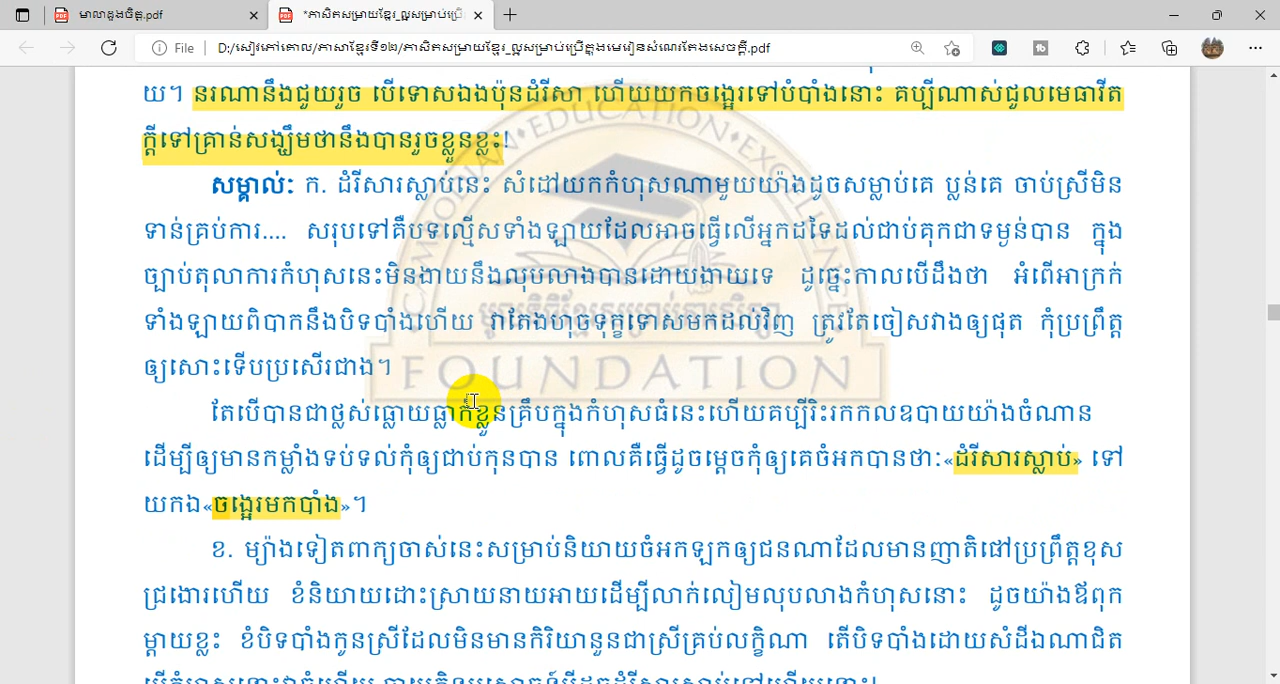 មាលាដួងចិត្ត.pdf
*ភាសិតសម្រាយខ្មែរ_ល្អសម្រាប់ប្រើ
File
D:/សៀវភៅគោល/ភាសាខ្មែរទី១២/ភាសិតសម្រាយខ្មែរ_ល្អសម្រាប់ប្រើក្នុងមេរៀនសំណេរតែងសេចក្តី.pdf
យ។ នរណានឹងជួយរួច បើទោសឯងប៉ុនដំរីសា ហើយយកចង្អេរទៅបំបាំងនោះ គប្បីណាស់ជួលមេធាវីត
ក្តីទៅគ្រាន់សង្ឃឹមថានឹងបានរួចខ្លួនខ្លះ!
សម្គាល់ៈ ក. ដំរីសារស្លាប់នេះ សំដៅយកកំហុសណាមួយយ៉ាងដូចសម្លាប់គេ ប្លន់គេ ចាប់ស្រីមិន
ទាន់គ្រប់ការ.... សរុបទៅគឺបទល្មើសទាំងឡាយដែលអាចធ្វើលើអ្នកដទៃដល់ជាប់គុកជាទម្ងន់បាន ក្នុង
ច្បាប់តុលាការកំហុសនេះមិនងាយនឹងលុបលាងបានដោយងាយទេ ដូច្នេះកាលបើដឹងថា អំពើអាក្រក់
ទាំងឡាយពិបាកនឹងបិទបាំងហើយ វាតែងហុចទុក្ខទោសមកដល់វិញ ត្រូវតែចៀសវាងឲ្យផុត កុំប្រព្រឹត្ត
ឲ្យសោះទើបប្រសើរជាង។
តែបើបានជាថ្លស់ធ្លោយធ្លាក់ខ្លួនគ្រឹបក្នុងកំហុសធំនេះហើយគប្បីរិះរកកលឧបាយយ៉ាងចំណាន
ដើម្បីឲ្យមានកម្លាំងទប់ទល់កុំឲ្យជាប់កុនបាន ពោលគឺធ្វើដូចម្តេចកុំឲ្យគេចំអកបានថាៈ«ដំរីសារស្លាប់» ទៅ
យកឯ«ចង្អេរមកបាំង»។
ខ. ម្យ៉ាងទៀតពាក្យចាស់នេះសម្រាប់និយាយចំអកឡកឲ្យជនណាដែលមានញាតិផៅប្រព្រឹត្តខុស
ជ្រងោរហើយ ខំនិយាយដោះស្រាយនាយអាយដើម្បីលាក់លៀមលុបលាងកំហុសនោះ ដូចយ៉ាងឪពុក
ម្តាយខ្លះ ខំបិទបាំងកូនស្រីដែលមិនមានកិរិយានួនជាស្រីគ្រប់លក្ខិណា តើបិទបាំងដោយសំដីឯណាជិត
CAMBODIAN EDUCATION EXCELLENCE
FOUNDATION